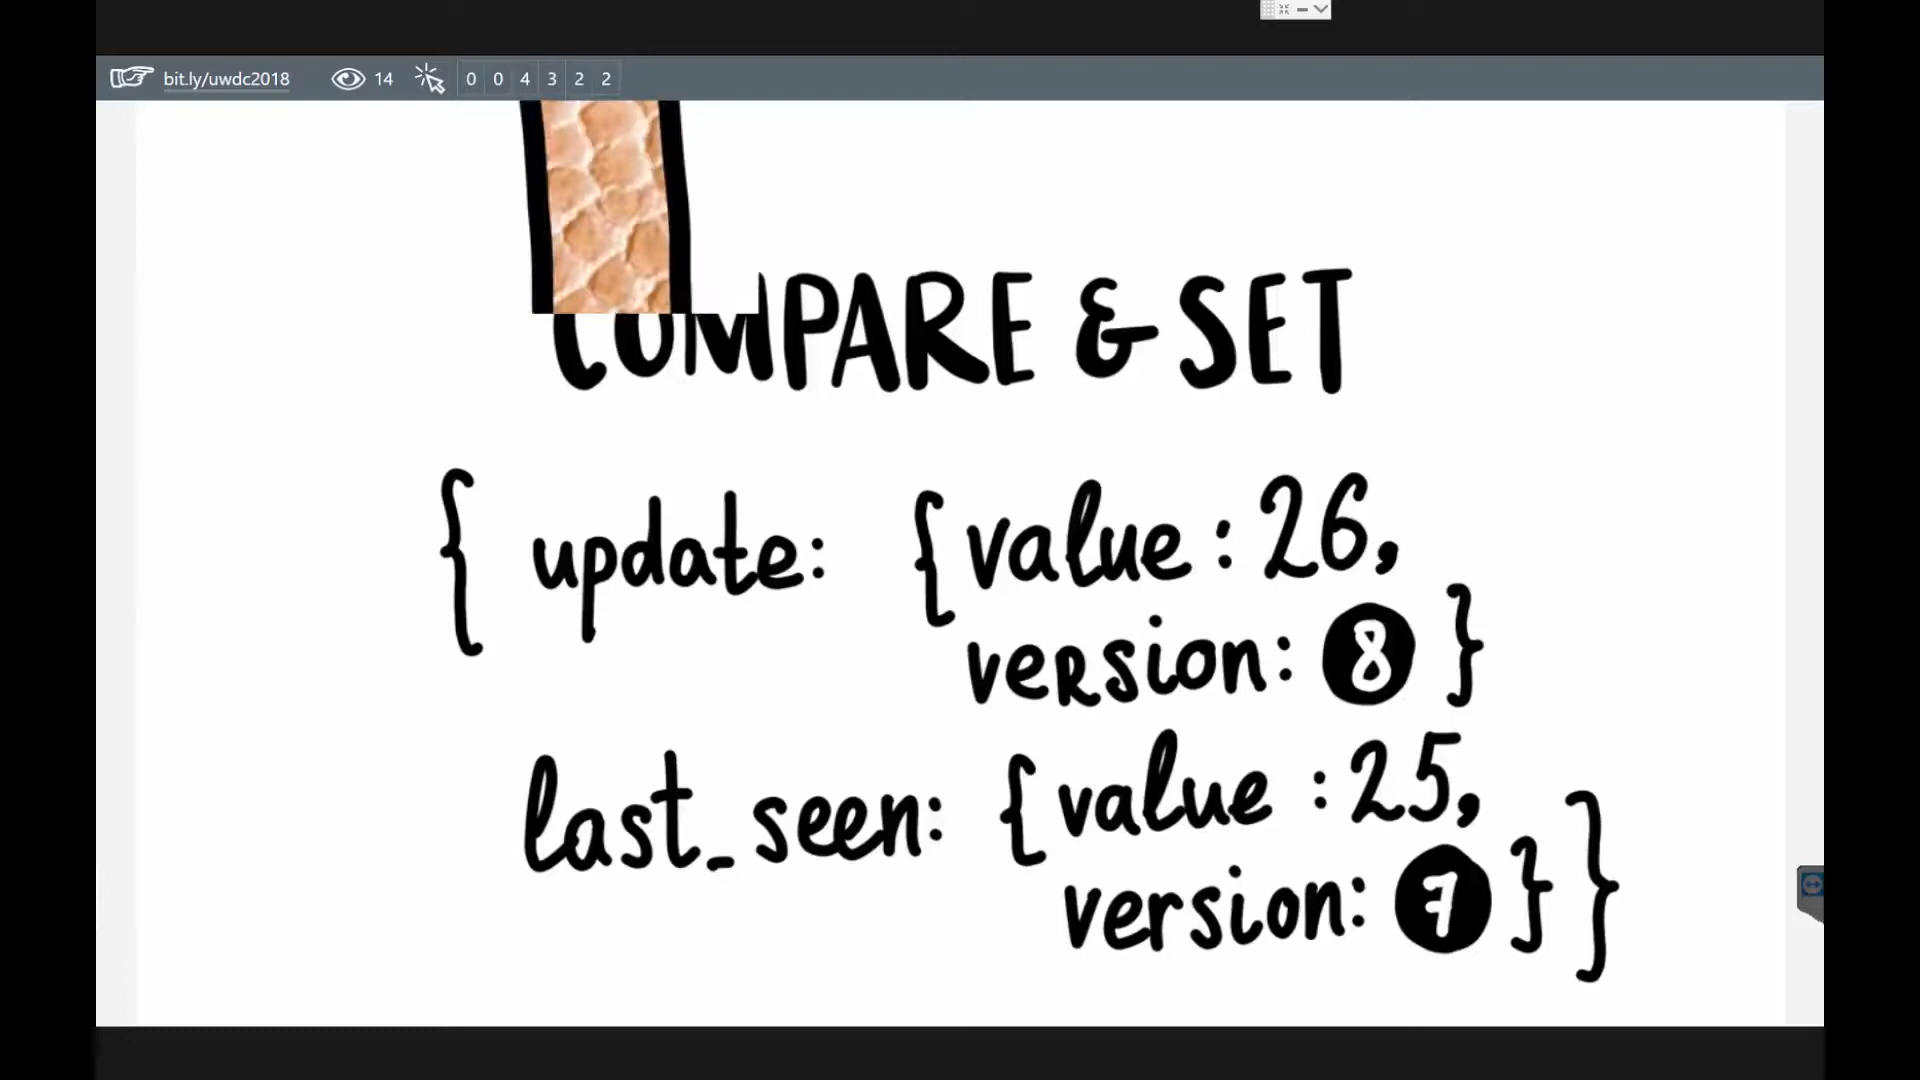 bit.ly/uwdc2018 14 0 0 4 3 2 2
COMPARE & SET
{ update: { value : 26,
version: 8 }
last_seen: { value : 25,
version: 7 } }